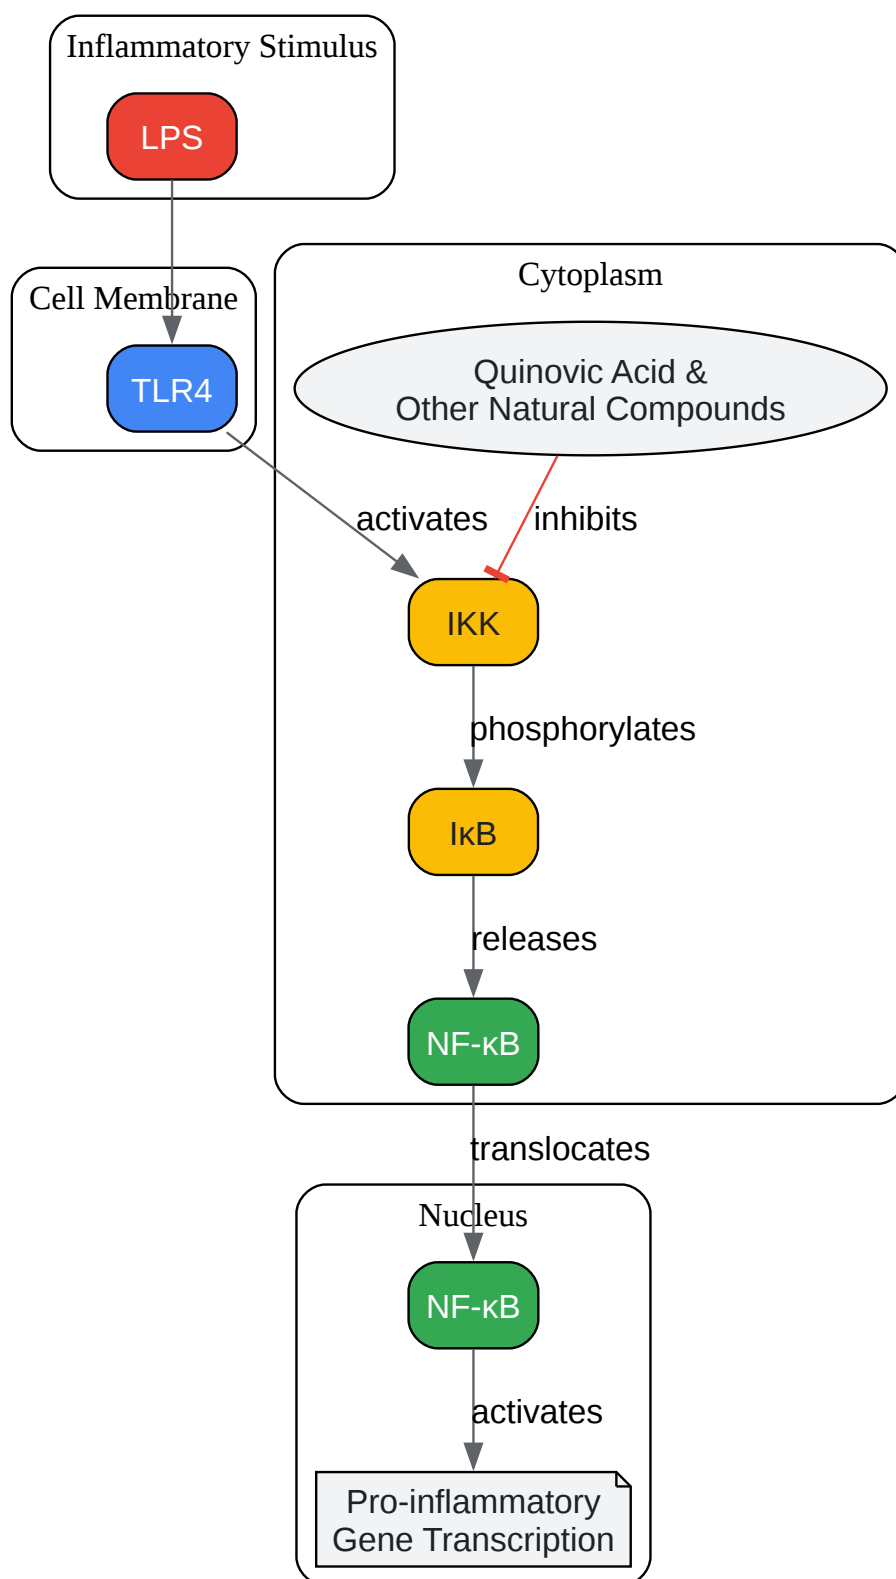 Inflammatory Stimulus
LPS
Cell Membrane
TLR4
Cytoplasm
Quinovic Acid &
Other Natural Compounds
activates
inhibits
IKK
phosphorylates
IκB
releases
NF-κB
translocates
Nucleus
NF-κB
activates
Pro-inflammatory
Gene Transcription